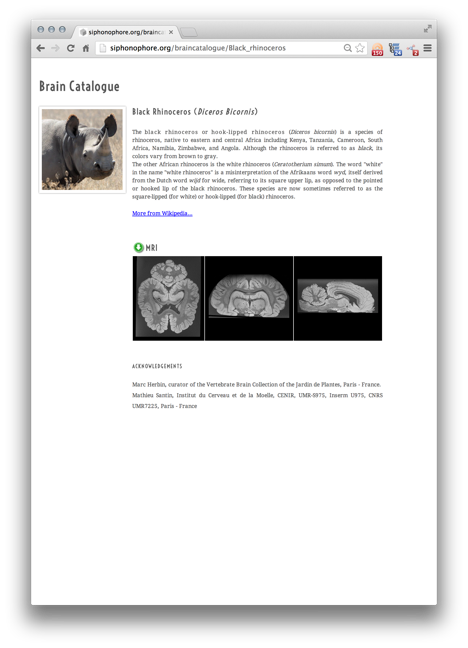 siphonophore.org/brainca
siphonophore.org/braincatalogue/Black_rhinoceros
150
24
2
Brain Catalogue
Black Rhinoceros (Diceros Bicornis)
The black rhinoceros or hook-lipped rhinoceros (Diceros bicornis) is a species of
rhinoceros, native to eastern and central Africa including Kenya, Tanzania, Cameroon, South
Africa, Namibia, Zimbabwe, and Angola. Although the rhinoceros is referred to as black, its
colors vary from brown to gray.
The other African rhinoceros is the white rhinoceros (Ceratotherium simum). The word "white"
in the name "white rhinoceros" is a misinterpretation of the Afrikaans word wyd, itself derived
from the Dutch word wijd for wide, referring to its square upper lip, as opposed to the pointed
or hooked lip of the black rhinoceros. These species are now sometimes referred to as the
square-lipped (for white) or hook-lipped (for black) rhinoceros.
More from Wikipedia...
MRI
ACKNOWLEDGEMENTS
Marc Herbin, curator of the Vertebrate Brain Collection of the Jardin de Plantes, Paris - France.
Mathieu Santin, Institut du Cerveau et de la Moelle, CENIR, UMR-S975, Inserm U975, CNRS
UMR7225, Paris - France